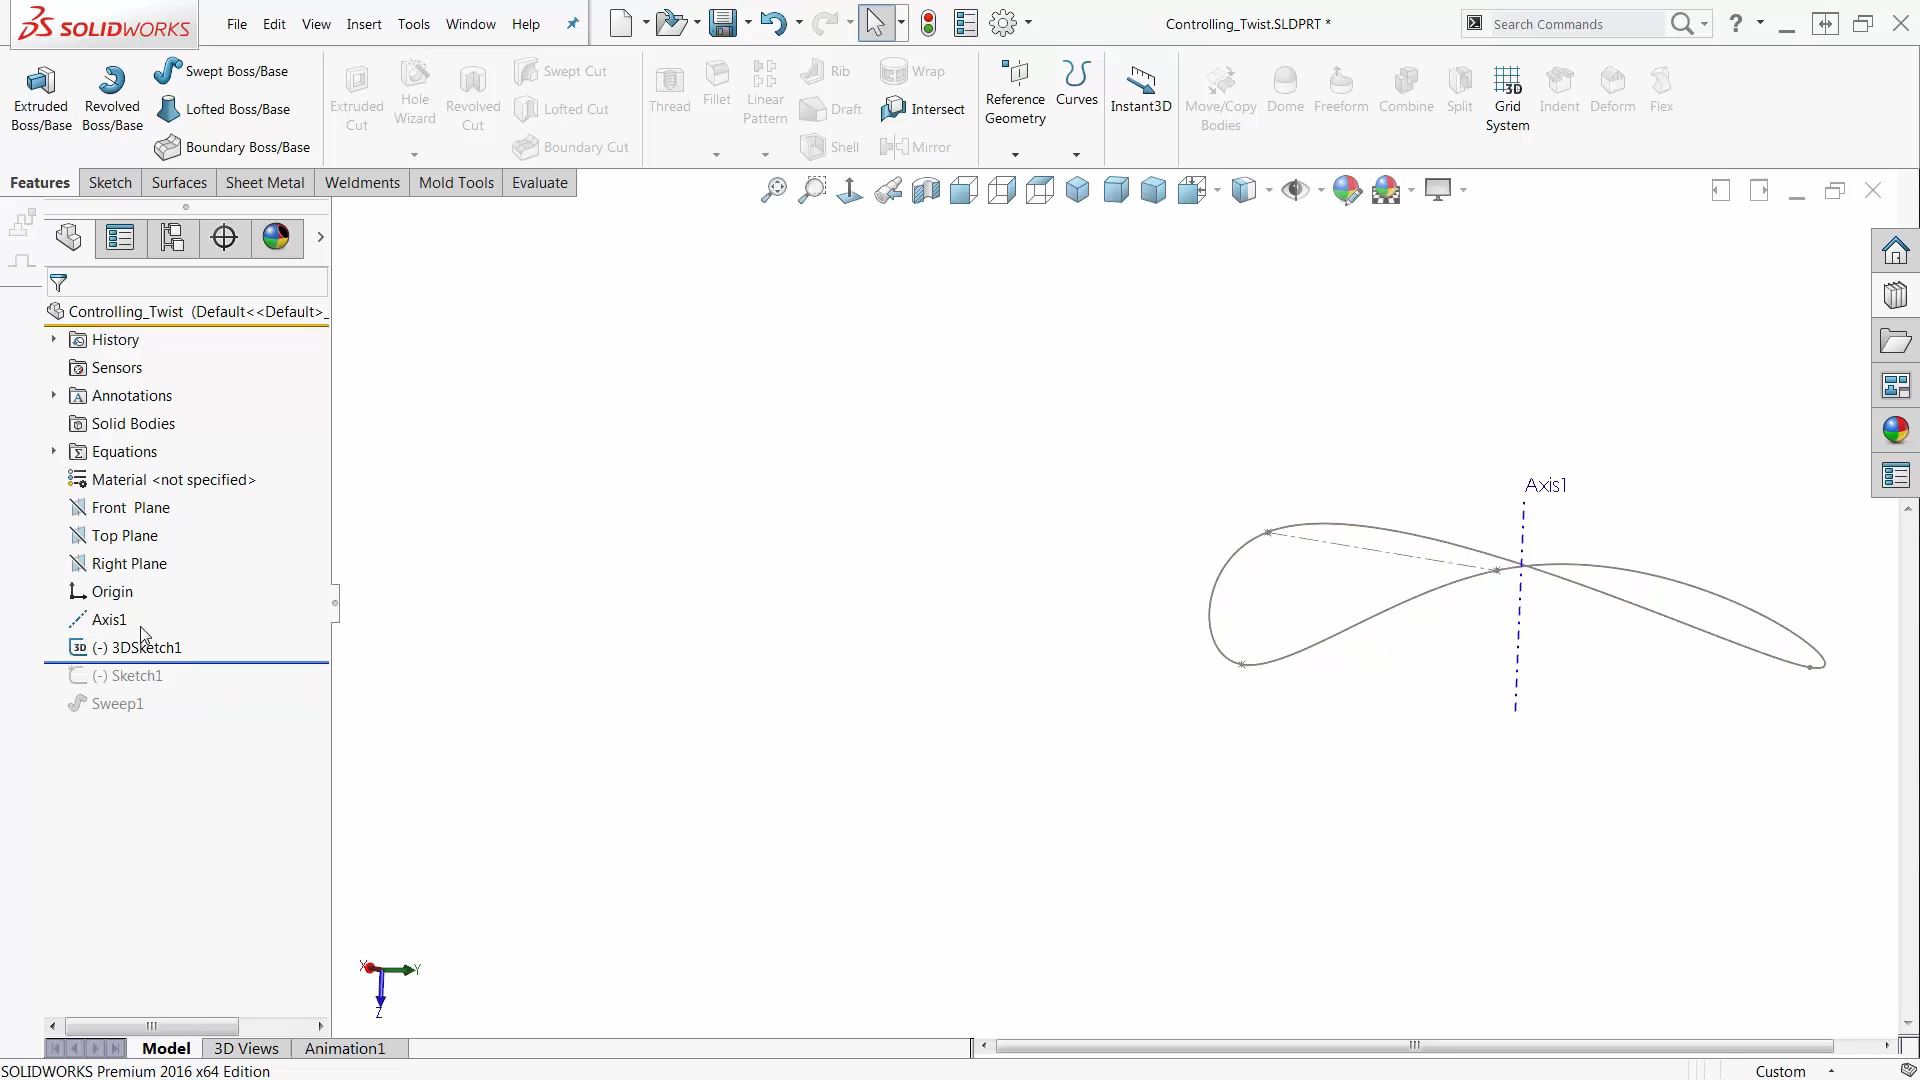 SOLIDWORKS File Edit View Insert Tools Window Help Controlling_Twist.SLDPRT * Search Commands ?
Extruded Boss/Base
Revolved Boss/Base
Swept Boss/Base
Lofted Boss/Base
Boundary Boss/Base
Extruded Cut
Hole Wizard
Revolved Cut
Swept Cut
Lofted Cut
Boundary Cut
Thread
Fillet
Linear Pattern
Rib
Draft
Shell
Wrap
Intersect
Mirror
Reference Geometry
Curves
Instant3D
Move/Copy Bodies
Dome
Freeform
Combine
Split
3D
Grid System
Indent
Deform
Flex
Features Sketch Surfaces Sheet Metal Weldments Mold Tools Evaluate
Controlling_Twist (Default<<Default>_
History
Sensors
A Annotations
Solid Bodies
Σ Equations
Material <not specified>
Front Plane
Top Plane
Right Plane
Origin
Axis1
3D (-) 3DSketch1
(-) Sketch1
Sweep1
Axis1
X
Y
Z
Model 3D Views Animation1
SOLIDWORKS Premium 2016 x64 Edition Custom